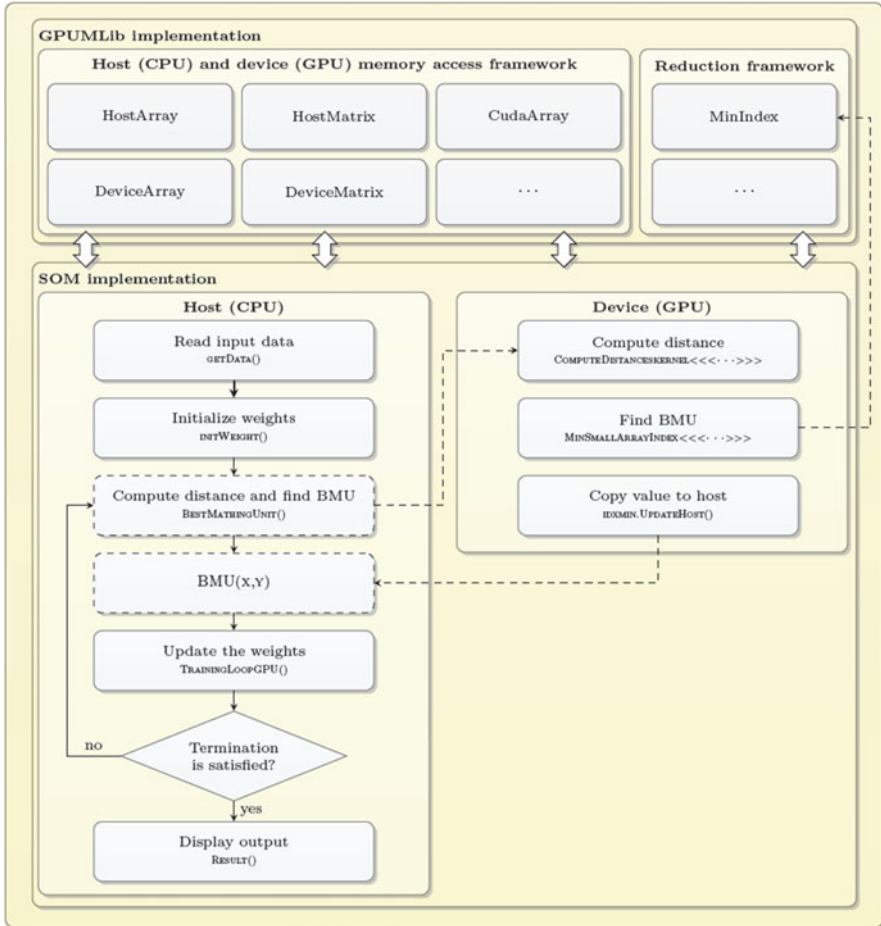 GPUMLib implementation
Host (CPU) and device (GPU) memory access framework
Reduction framework
HostArray
HostMatrix
CudaArray
MinIndex
DeviceArray
DeviceMatrix
· · ·
· · ·
SOM implementation
Host (CPU)
Read input data
getData()
Initialize weights
initWeight()
Compute distance and find BMU
BestMathingUnit()
BMU(x,y)
Update the weights
TrainingLoopGPU()
no
Termination
is satisfied?
yes
Display output
Result()
Device (GPU)
Compute distance
ComputeDistanceskernel<<<· · ·>>>
Find BMU
MinSmallArrayIndex<<<· · ·>>>
Copy value to host
idxmin.UpdateHost()